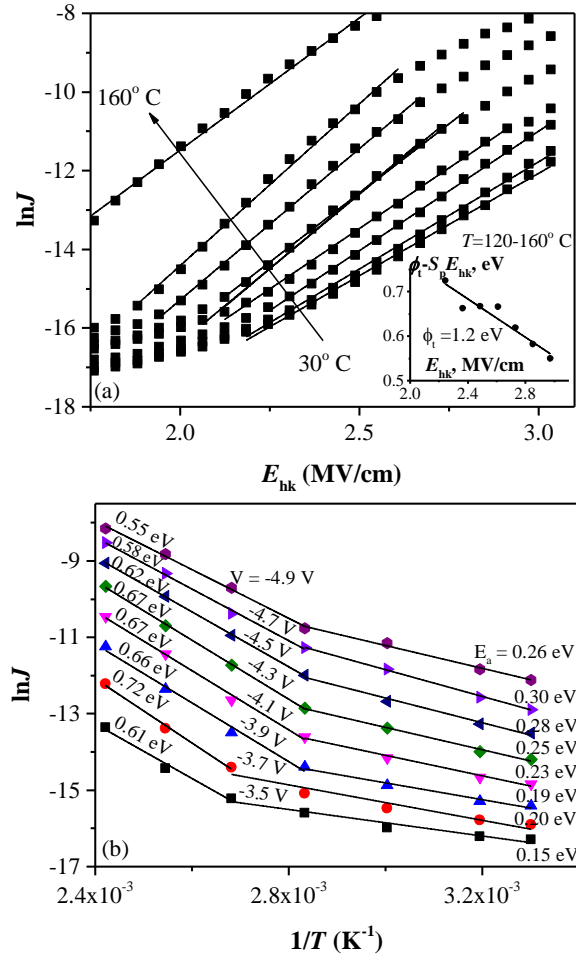 -8
-10
-12
-14
-16
-18
lnJ
160° C
30° C
(a)
T=120-160° C
ϕt-SpEhk, eV
0.7
0.6
0.5
ϕt=1.2 eV
Ehk, MV/cm
2.0 2.4 2.8
2.0 2.5 3.0
Ehk (MV/cm)
-9
-11
-13
-15
-17
lnJ
0.55 eV
0.58 eV
0.62 eV
0.67 eV
0.67 eV
0.66 eV
0.72 eV
0.61 eV
V = -4.9 V
-4.7 V
-4.5 V
-4.3 V
-4.1 V
-3.9 V
-3.7 V
-3.5 V
Ea = 0.26 eV
0.30 eV
0.28 eV
0.25 eV
0.23 eV
0.19 eV
0.20 eV
0.15 eV
(b)
2.4x10⁻³ 2.8x10⁻³ 3.2x10⁻³
1/T (K⁻¹)